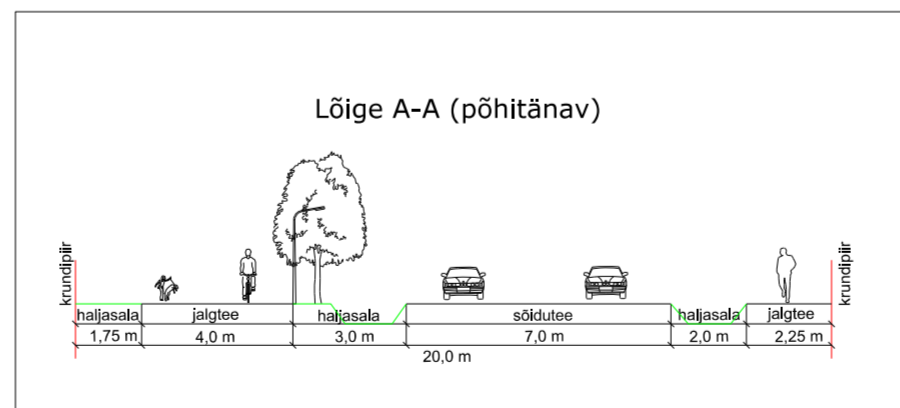 Lõige A-A (põhitänav)
krundipiir
krundipiir
haljasala jalgtee haljasala sõidutee haljasala jalgtee
1,75 m 4,0 m 3,0 m 7,0 m 2,0 m 2,25 m
20,0 m